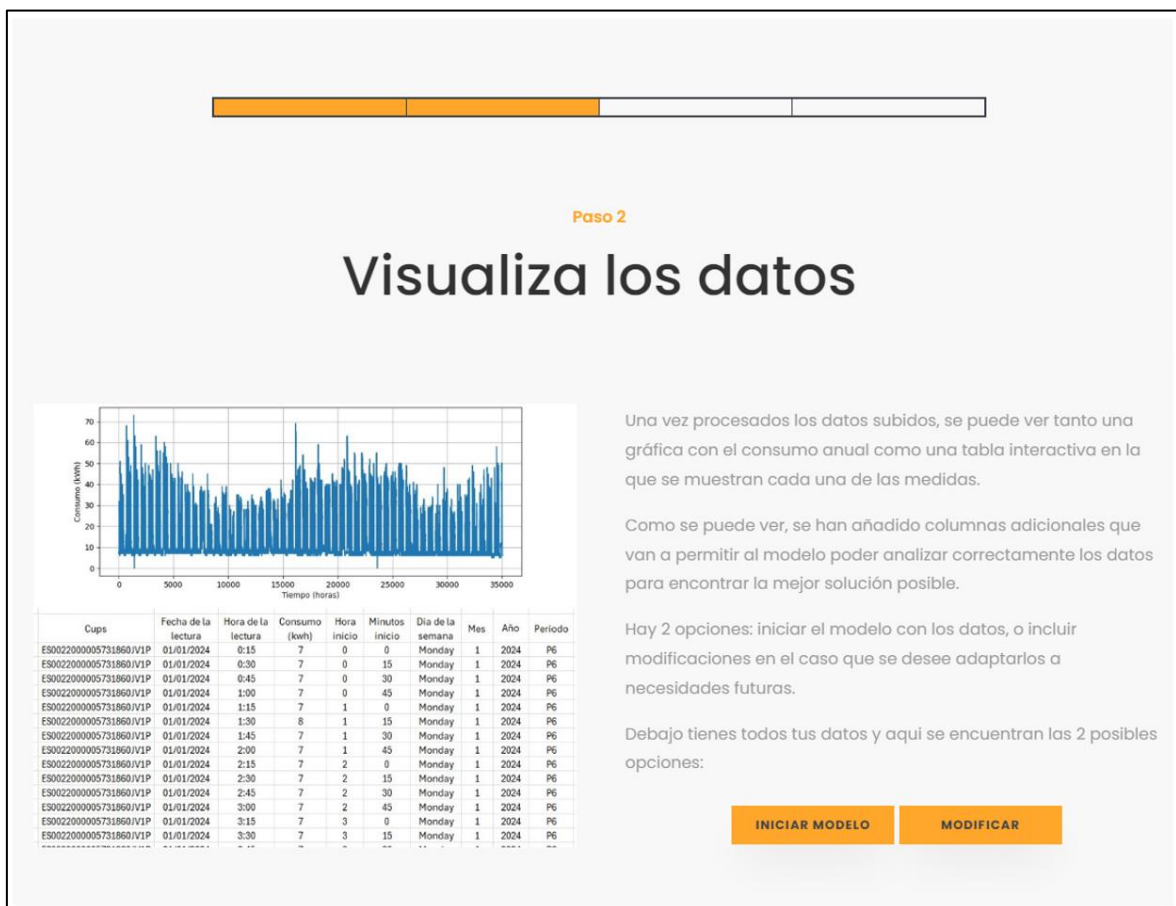 Paso 2
Visualiza los datos
70
60
50
40
30
20
10
0
Consumo (kWh)
0 5000 10000 15000 20000 25000 30000 35000
Tiempo (horas)
Cups Fecha de la lectura Hora de la lectura Consumo (kwh) Hora inicio Minutos inicio Día de la semana Mes Año Periodo
ES0022000005731860JV1P 01/01/2024 0:15 7 0 0 Monday 1 2024 P6
ES0022000005731860JV1P 01/01/2024 0:30 7 0 15 Monday 1 2024 P6
ES0022000005731860JV1P 01/01/2024 0:45 7 0 30 Monday 1 2024 P6
ES0022000005731860JV1P 01/01/2024 1:00 7 0 45 Monday 1 2024 P6
ES0022000005731860JV1P 01/01/2024 1:15 7 1 0 Monday 1 2024 P6
ES0022000005731860JV1P 01/01/2024 1:30 8 1 15 Monday 1 2024 P6
ES0022000005731860JV1P 01/01/2024 1:45 7 1 30 Monday 1 2024 P6
ES0022000005731860JV1P 01/01/2024 2:00 7 1 45 Monday 1 2024 P6
ES0022000005731860JV1P 01/01/2024 2:15 7 2 0 Monday 1 2024 P6
ES0022000005731860JV1P 01/01/2024 2:30 7 2 15 Monday 1 2024 P6
ES0022000005731860JV1P 01/01/2024 2:45 7 2 30 Monday 1 2024 P6
ES0022000005731860JV1P 01/01/2024 3:00 7 2 45 Monday 1 2024 P6
ES0022000005731860JV1P 01/01/2024 3:15 7 3 0 Monday 1 2024 P6
ES0022000005731860JV1P 01/01/2024 3:30 7 3 15 Monday 1 2024 P6
Una vez procesados los datos subidos, se puede ver tanto una
gráfica con el consumo anual como una tabla interactiva en la
que se muestran cada una de las medidas.
Como se puede ver, se han añadido columnas adicionales que
van a permitir al modelo poder analizar correctamente los datos
para encontrar la mejor solución posible.
Hay 2 opciones: iniciar el modelo con los datos, o incluir
modificaciones en el caso que se desee adaptarlos a
necesidades futuras.
Debajo tienes todos tus datos y aqui se encuentran las 2 posibles
opciones:
INICIAR MODELO MODIFICAR